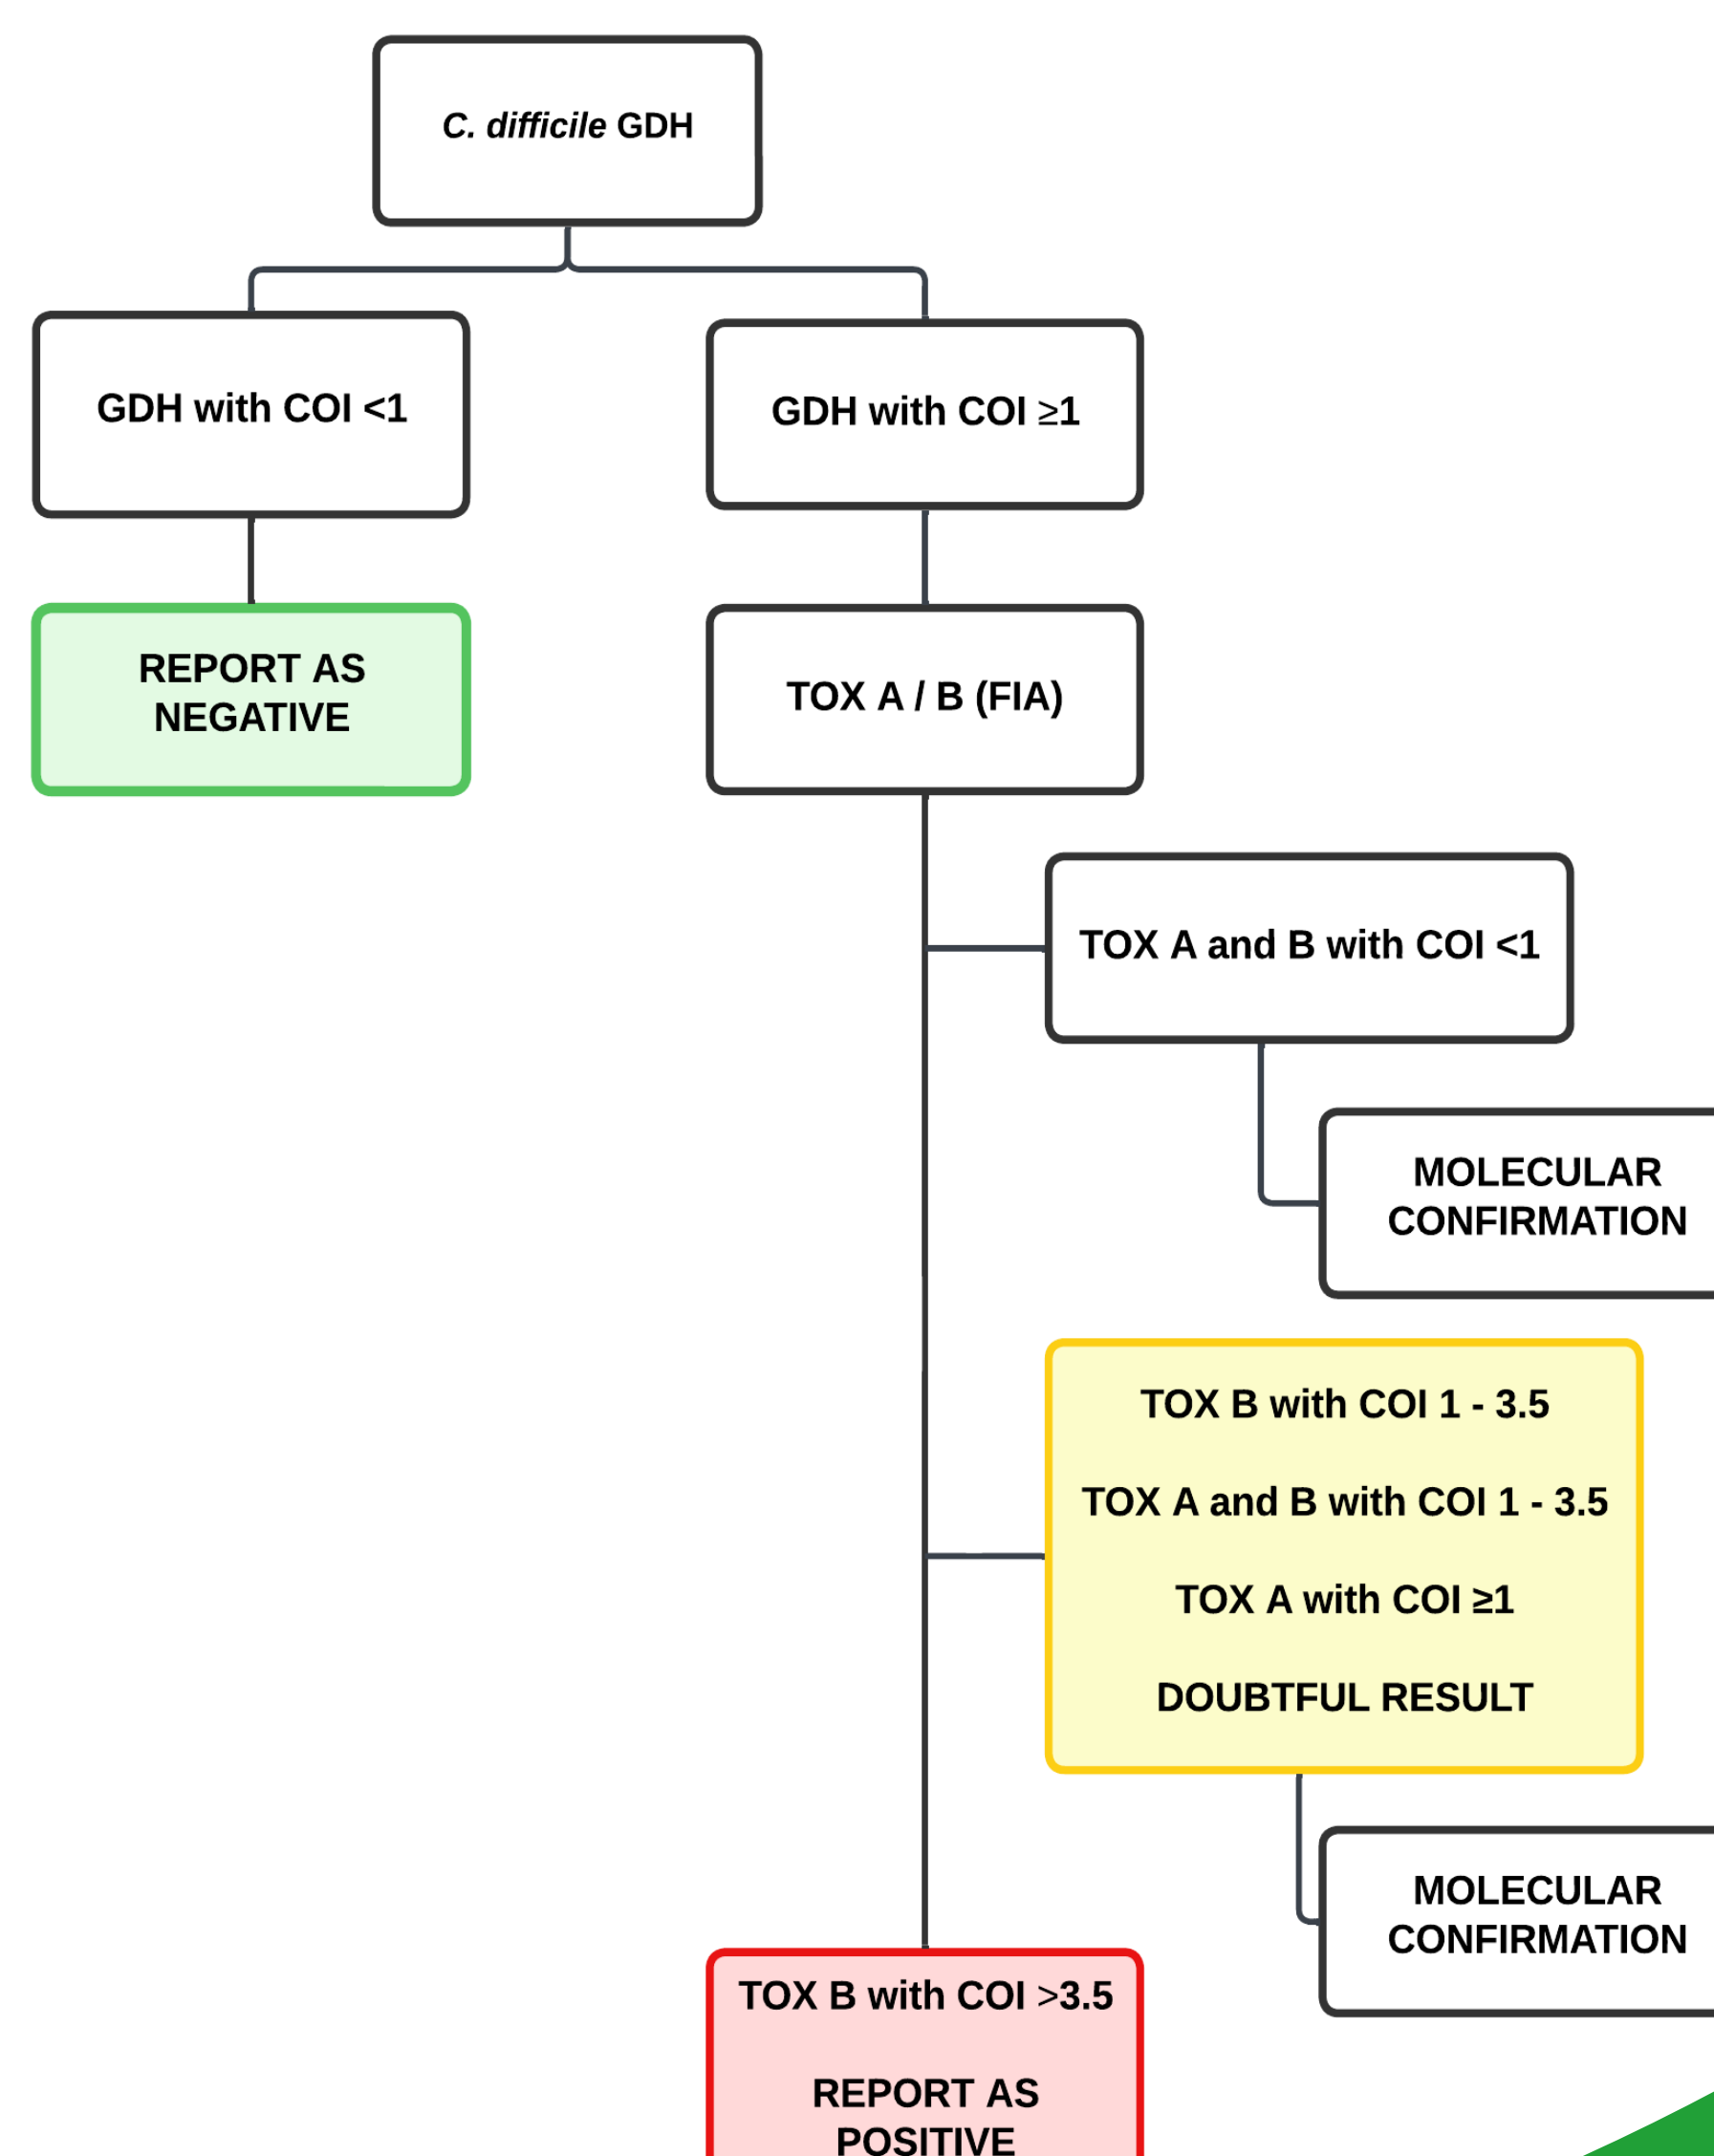 C. difficile GDH
GDH with COI <1
GDH with COI ≥1
REPORT AS
NEGATIVE
TOX A / B (FIA)
TOX A and B with COI <1
MOLECULAR
CONFIRMATION
TOX B with COI 1 - 3.5
TOX A and B with COI 1 - 3.5
TOX A with COI ≥1
DOUBTFUL RESULT
MOLECULAR
CONFIRMATION
TOX B with COI >3.5
REPORT AS
POSITIVE